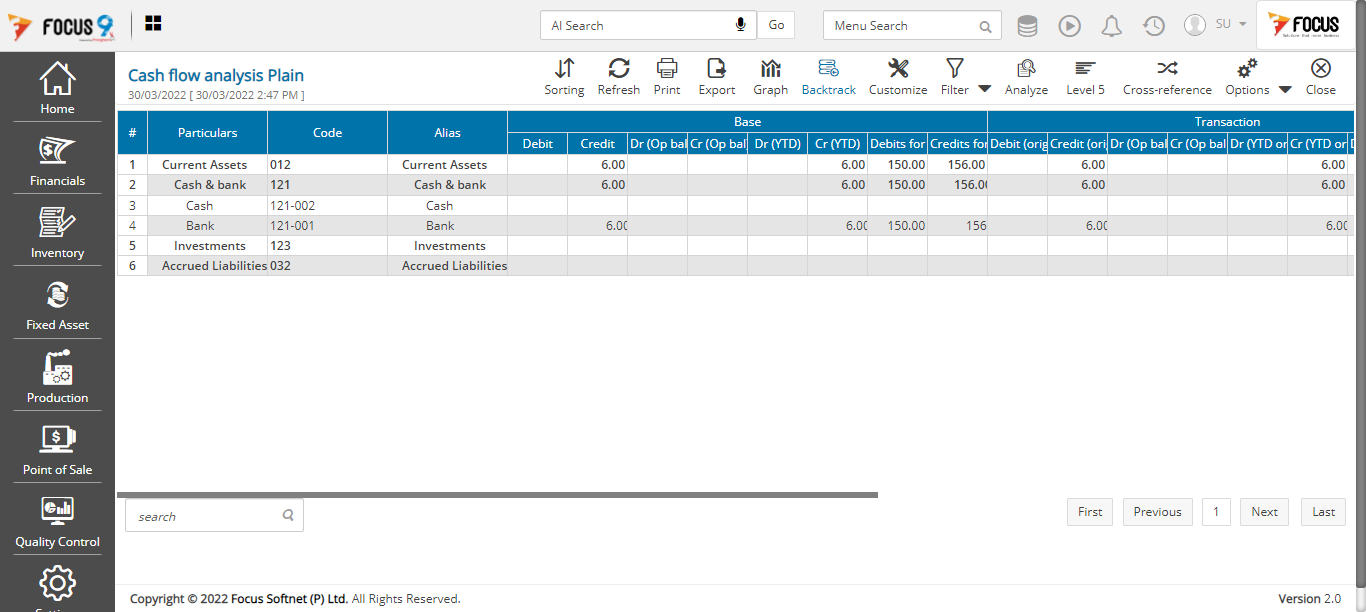 FOCUS 9
AI Search
Go
Menu Search
SU
FOCUS
Home
Financials
Inventory
Fixed Asset
Production
Point of Sale
Quality Control
Cash flow analysis Plain
30/03/2022 [ 30/03/2022 2:47 PM ]
Sorting Refresh Print Export Graph Backtrack Customize Filter Analyze Level 5 Cross-reference Options Close
# Particulars Code Alias Base Transaction
Debit Credit Dr (Op bal Cr (Op bal Dr (YTD) Cr (YTD) Debits for Credits for Debit (orig Credit (ori Dr (Op bal Cr (Op bal Dr (YTD or Cr (YTD or
1 Current Assets 012 Current Assets 6.00 6.00 150.00 156.00 6.00 6.00
2 Cash & bank 121 Cash & bank 6.00 6.00 150.00 156.00 6.00 6.00
3 Cash 121-002 Cash
4 Bank 121-001 Bank 6.00 6.00 150.00 156 6.00 6.00
5 Investments 123 Investments
6 Accrued Liabilities 032 Accrued Liabilities
search
First Previous 1 Next Last
Copyright © 2022 Focus Softnet (P) Ltd. All Rights Reserved.
Version 2.0